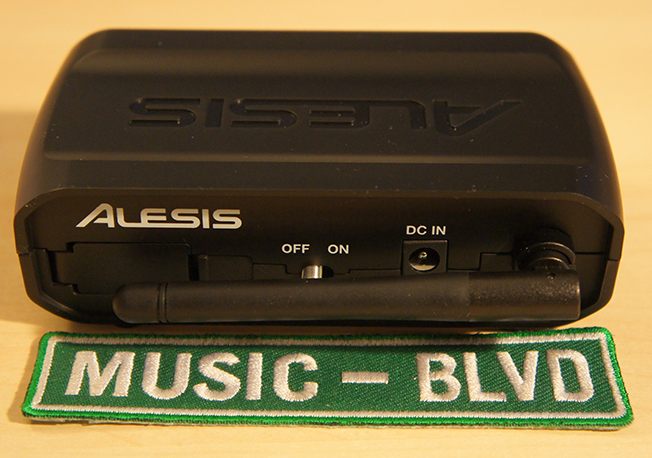 ALESIS
ALESIS
OFF ON
DC IN
MUSIC - BLVD